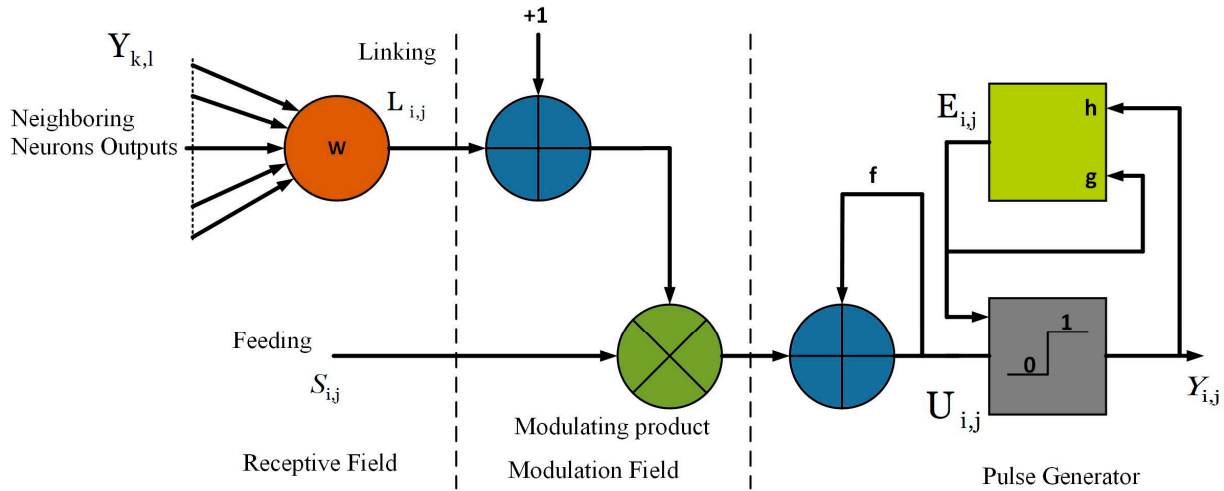 +1
Y k,l
Linking
L i,j
Neighboring
Neurons Outputs
W
E i,j
h
g
f
Feeding
S i,j
1
0
U i,j
Y i,j
Modulating product
Receptive Field
Modulation Field
Pulse Generator